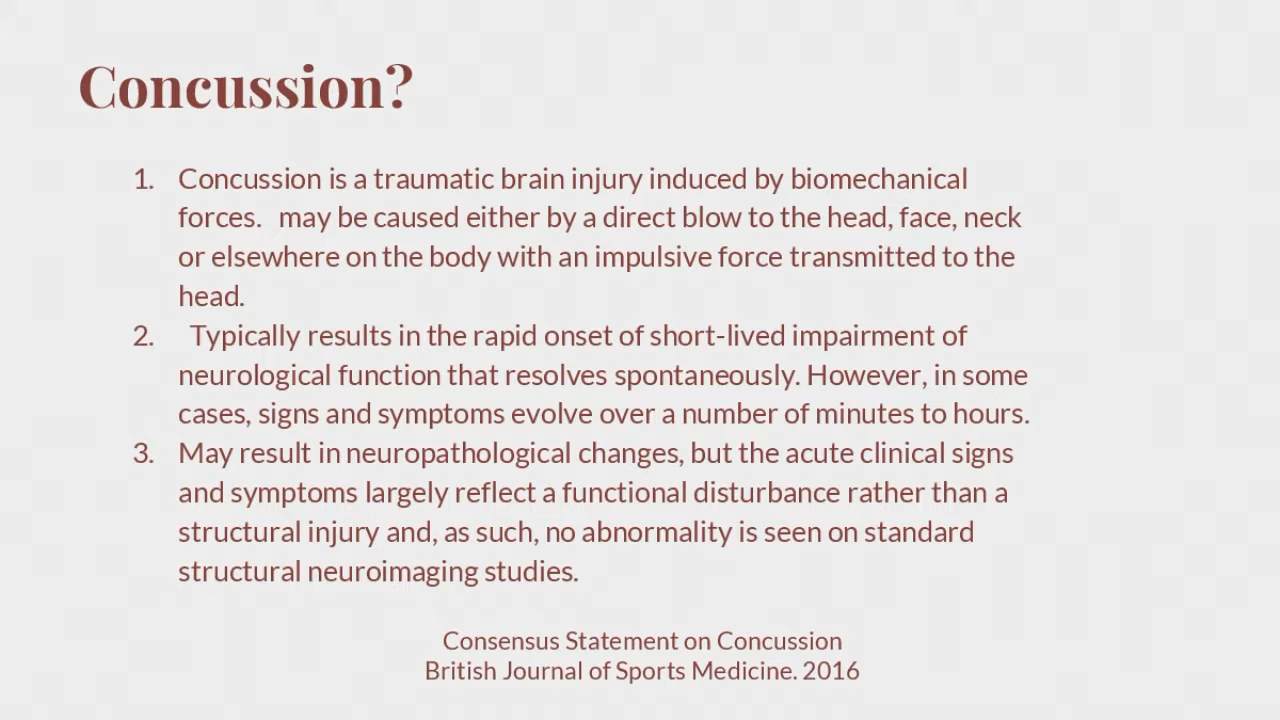 Concussion?
1. Concussion is a traumatic brain injury induced by biomechanical
forces.  may be caused either by a direct blow to the head, face, neck
or elsewhere on the body with an impulsive force transmitted to the
head.
2.  Typically results in the rapid onset of short-lived impairment of
neurological function that resolves spontaneously. However, in some
cases, signs and symptoms evolve over a number of minutes to hours.
3. May result in neuropathological changes, but the acute clinical signs
and symptoms largely reflect a functional disturbance rather than a
structural injury and, as such, no abnormality is seen on standard
structural neuroimaging studies.
Consensus Statement on Concussion
British Journal of Sports Medicine. 2016